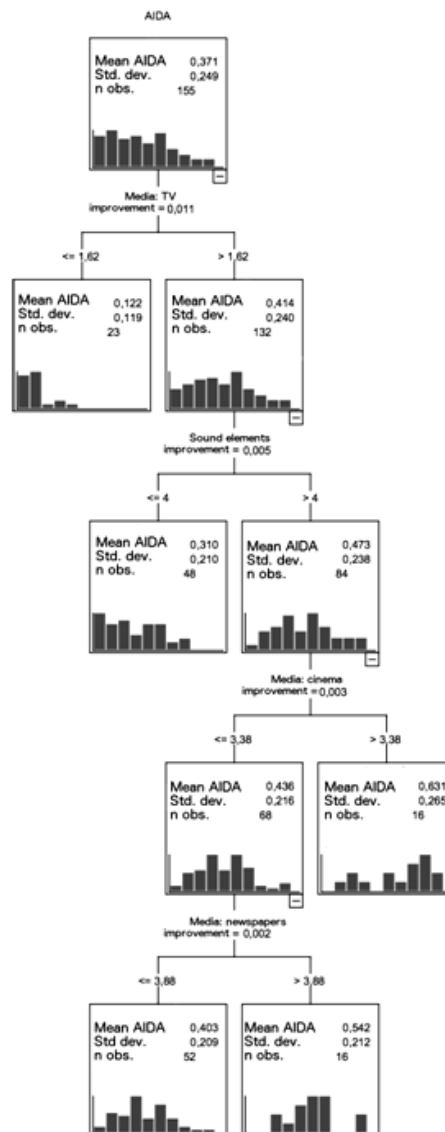 AIDA
Mean AIDA 0,371
Std. dev. 0,249
n obs. 155
Media: TV
improvement = 0,011
<= 1,62 > 1,62
Mean AIDA 0,122
Std. dev. 0,119
n obs. 23
Mean AIDA 0,414
Std. dev. 0,240
n obs. 132
Sound elements
improvement = 0,005
<= 4 > 4
Mean AIDA 0,310
Std. dev. 0,210
n obs. 48
Mean AIDA 0,473
Std. dev. 0,238
n obs. 84
Media: cinema
improvement = 0,003
<= 3,38 > 3,38
Mean AIDA 0,436
Std. dev. 0,216
n obs. 68
Mean AIDA 0,631
Std. dev. 0,265
n obs. 16
Media: newspapers
improvement = 0,002
<= 3,88 > 3,88
Mean AIDA 0,403
Std dev. 0,209
n obs. 52
Mean AIDA 0,542
Std. dev. 0,212
n obs. 16